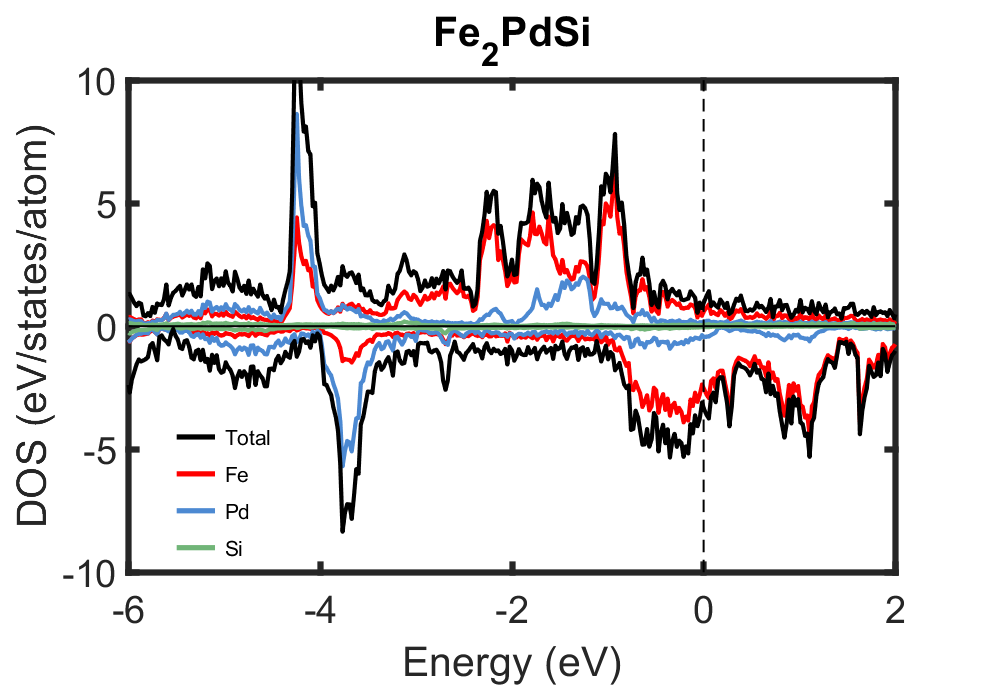 Fe2PdSi
10
5
0
-5
-10
DOS (eV/states/atom)
Total
Fe
Pd
Si
-6 -4 -2 0 2
Energy (eV)